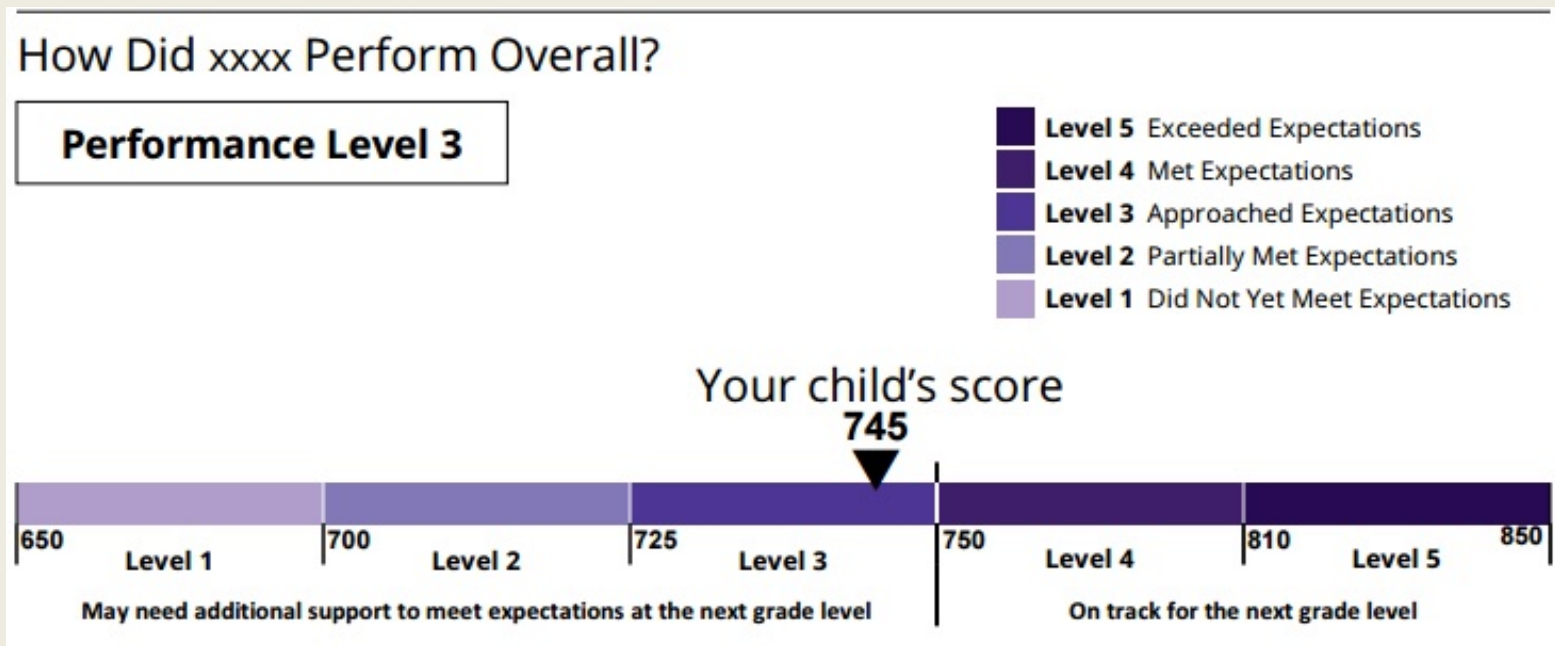 How Did xxxx Perform Overall?
Performance Level 3
Level 5 Exceeded Expectations
Level 4 Met Expectations
Level 3 Approached Expectations
Level 2 Partially Met Expectations
Level 1 Did Not Yet Meet Expectations
Your child's score
745
650 700 725 750 810 850
Level 1 Level 2 Level 3 Level 4 Level 5
May need additional support to meet expectations at the next grade level On track for the next grade level